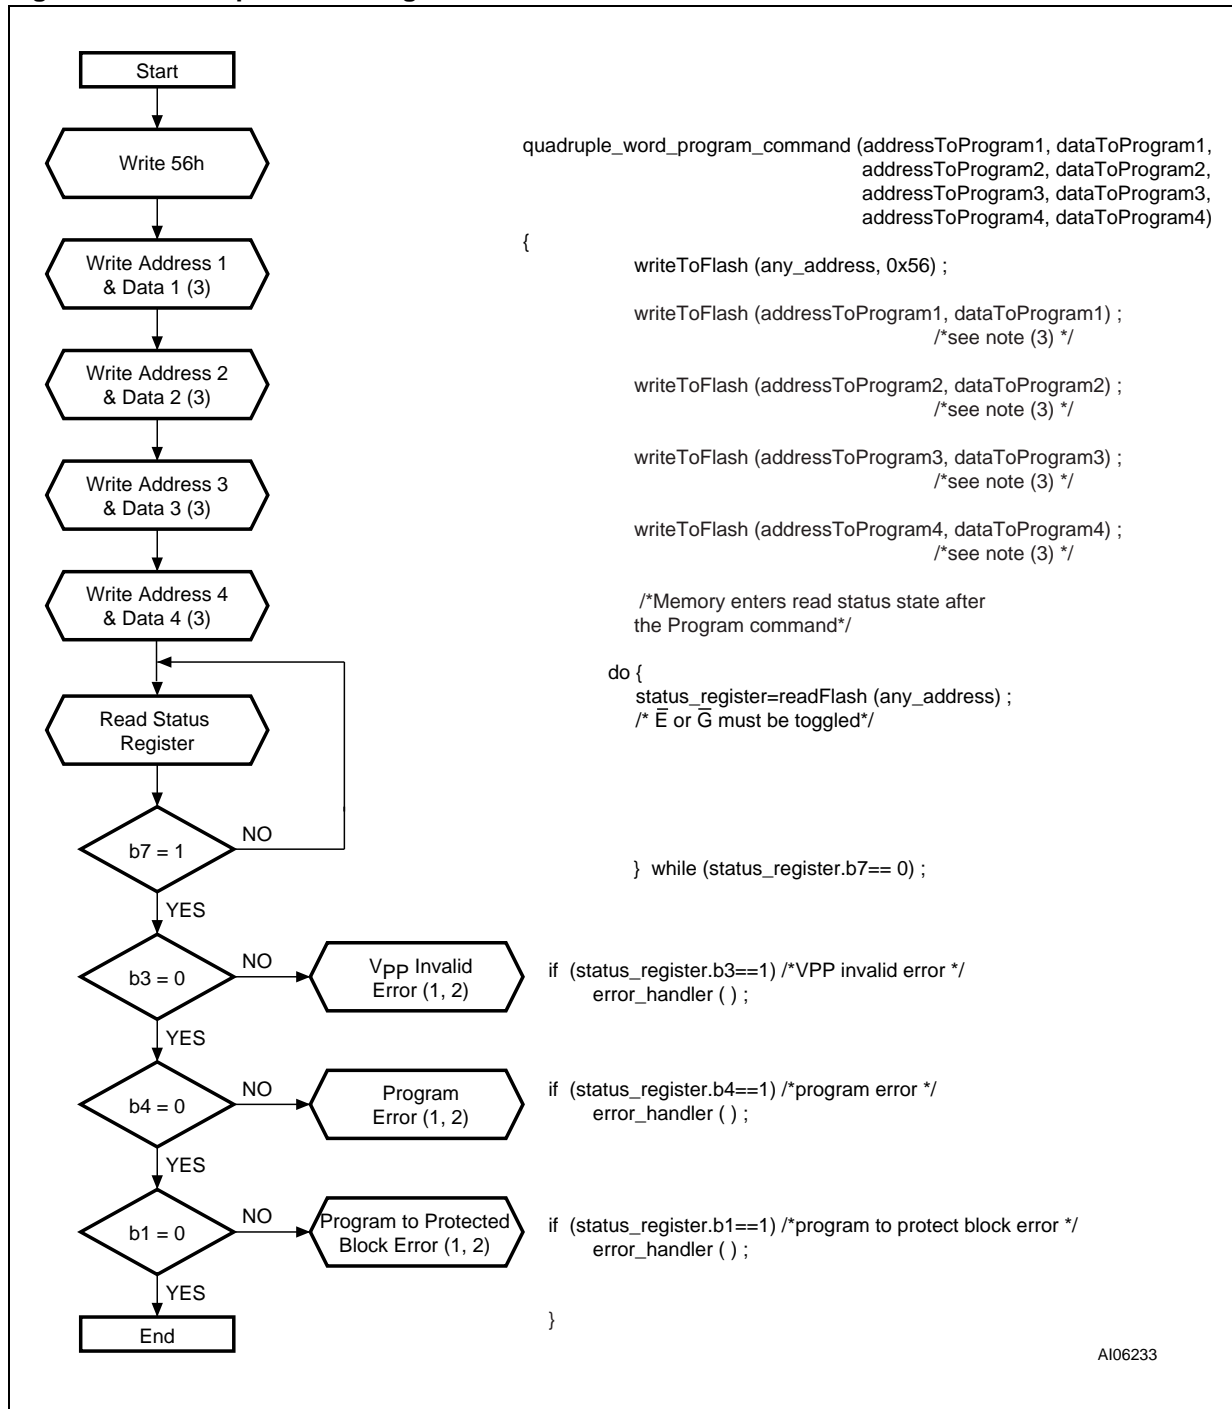 Start
Write 56h
Write Address 1
& Data 1 (3)
Write Address 2
& Data 2 (3)
Write Address 3
& Data 3 (3)
Write Address 4
& Data 4 (3)
Read Status
Register
b7 = 1
NO
YES
b3 = 0
NO
VPP Invalid
Error (1, 2)
YES
b4 = 0
NO
Program
Error (1, 2)
YES
b1 = 0
NO
Program to Protected
Block Error (1, 2)
YES
End
quadruple_word_program_command (addressToProgram1, dataToProgram1,
addressToProgram2, dataToProgram2,
addressToProgram3, dataToProgram3,
addressToProgram4, dataToProgram4)
{
writeToFlash (any_address, 0x56) ;
writeToFlash (addressToProgram1, dataToProgram1) ;
/*see note (3) */
writeToFlash (addressToProgram2, dataToProgram2) ;
/*see note (3) */
writeToFlash (addressToProgram3, dataToProgram3) ;
/*see note (3) */
writeToFlash (addressToProgram4, dataToProgram4) ;
/*see note (3) */
/*Memory enters read status state after
the Program command*/
do {
status_register=readFlash (any_address) ;
/* E̅ or G̅ must be toggled*/
} while (status_register.b7== 0) ;
if (status_register.b3==1) /*VPP invalid error */
error_handler ( ) ;
if (status_register.b4==1) /*program error */
error_handler ( ) ;
if (status_register.b1==1) /*program to protect block error */
error_handler ( ) ;
}
AI06233